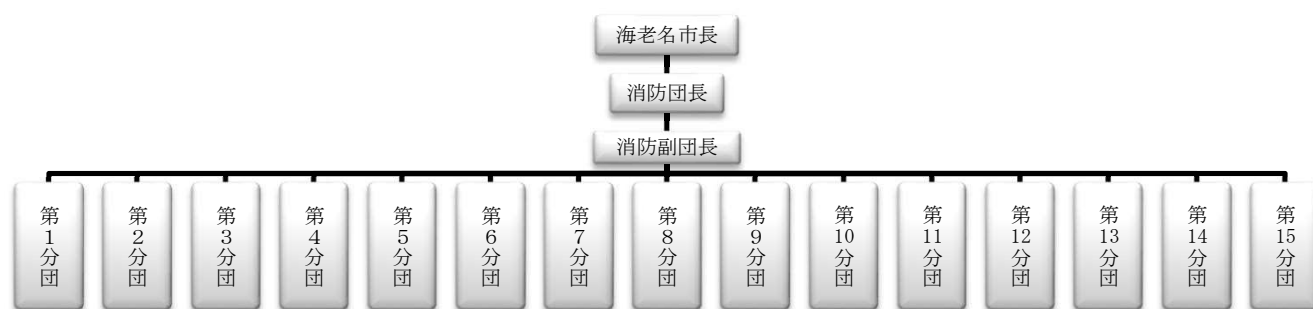 海老名市長
消防団長
消防副団長
第1分団
第2分団
第3分団
第4分団
第5分団
第6分団
第7分団
第8分団
第9分団
第10分団
第11分団
第12分団
第13分団
第14分団
第15分団